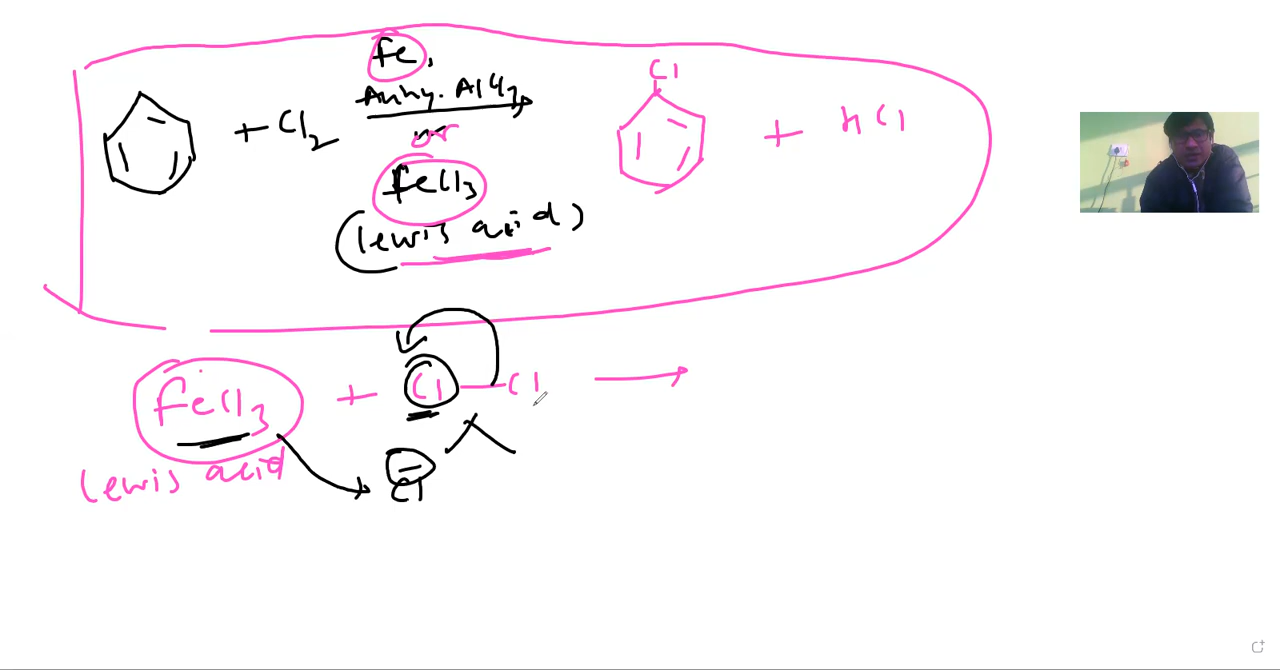 Fe,
Anhy. AlCl3
+ Cl2
or
FeCl3
(lewis acid)
Cl
+ HCl
FeCl3 + Cl—Cl →
lewis acid
Cl